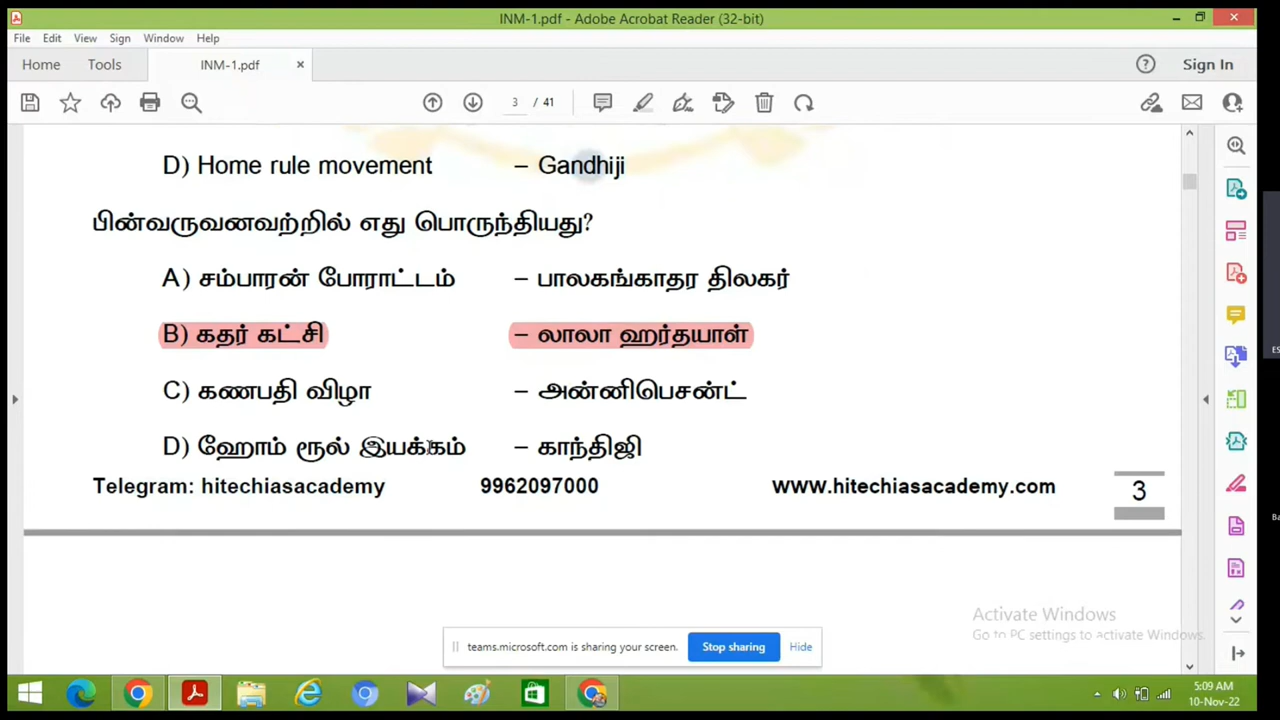 INM-1.pdf - Adobe Acrobat Reader (32-bit)
File Edit View Sign Window Help
Home Tools INM-1.pdf × Sign In
3 / 41
D) Home rule movement – Gandhiji
பின்வருவனவற்றில் எது பொருந்தியது?
A) சம்பாரன் போராட்டம் – பாலகங்காதர திலகர்
B) கதர் கட்சி – லாலா ஹர்தயாள்
C) கணபதி விழா – அன்னிபெசன்ட்
D) ஹோம் ரூல் இயக்கம் – காந்திஜி
Telegram: hitechiasacademy 9962097000 www.hitechiasacademy.com 3
Activate Windows
Go to PC settings to activate Windows.
teams.microsoft.com is sharing your screen. Stop sharing Hide
5:09 AM
10-Nov-22